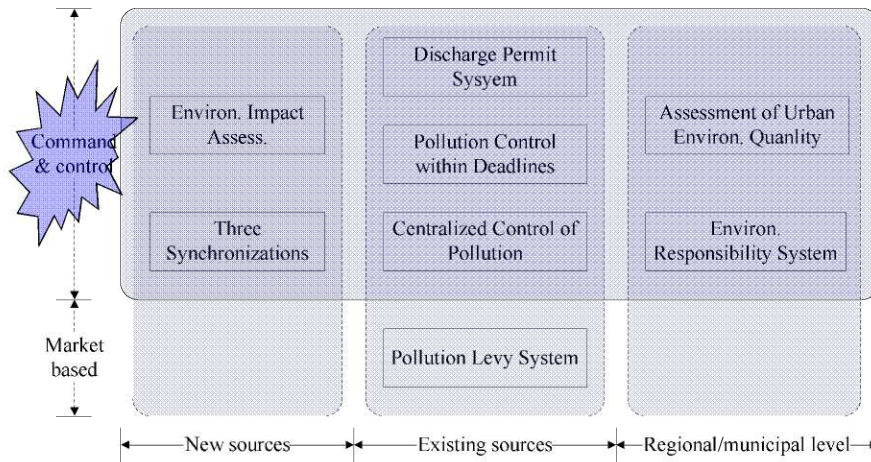 Command
& control
Environ. Impact
Assess.
Three
Synchronizations
Discharge Permit
Sysyem
Pollution Control
within Deadlines
Centralized Control of
Pollution
Assessment of Urban
Environ. Quanlity
Environ.
Responsibility System
Market
based
Pollution Levy System
New sources
Existing sources
Regional/municipal level